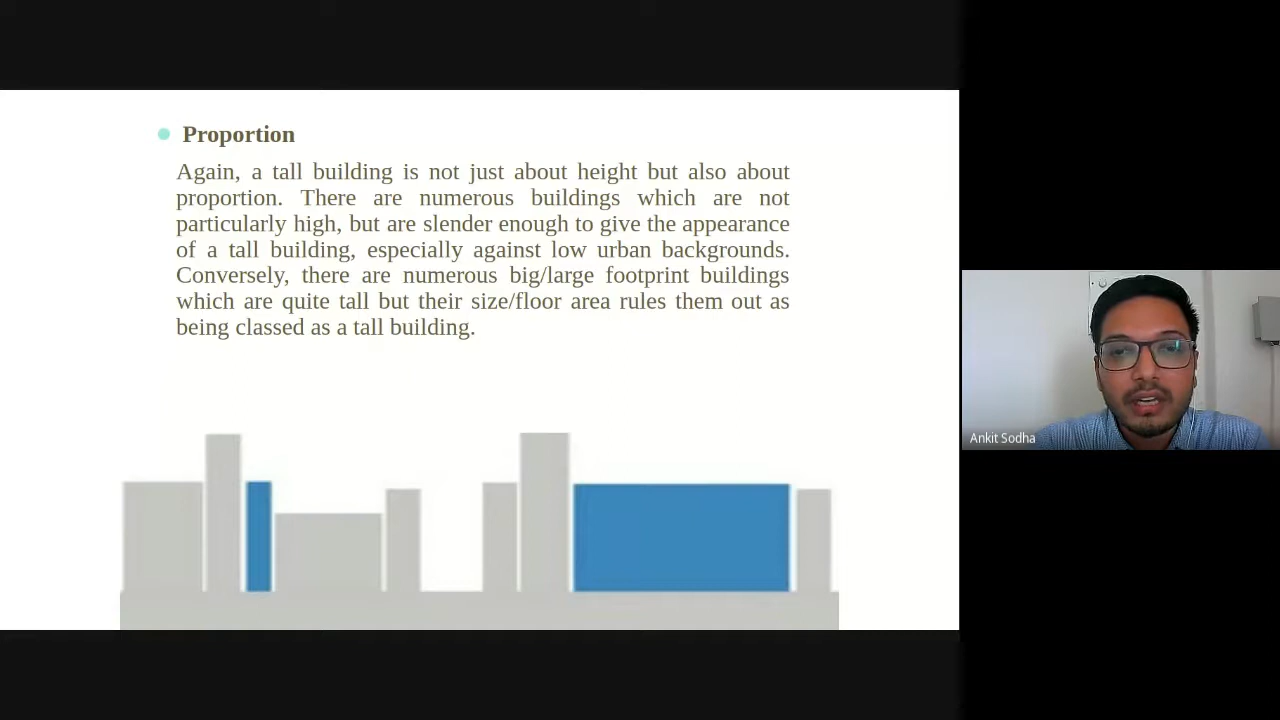 Proportion
Again, a tall building is not just about height but also about
proportion. There are numerous buildings which are not
particularly high, but are slender enough to give the appearance
of a tall building, especially against low urban backgrounds.
Conversely, there are numerous big/large footprint buildings
which are quite tall but their size/floor area rules them out as
being classed as a tall building.
Ankit Sodha